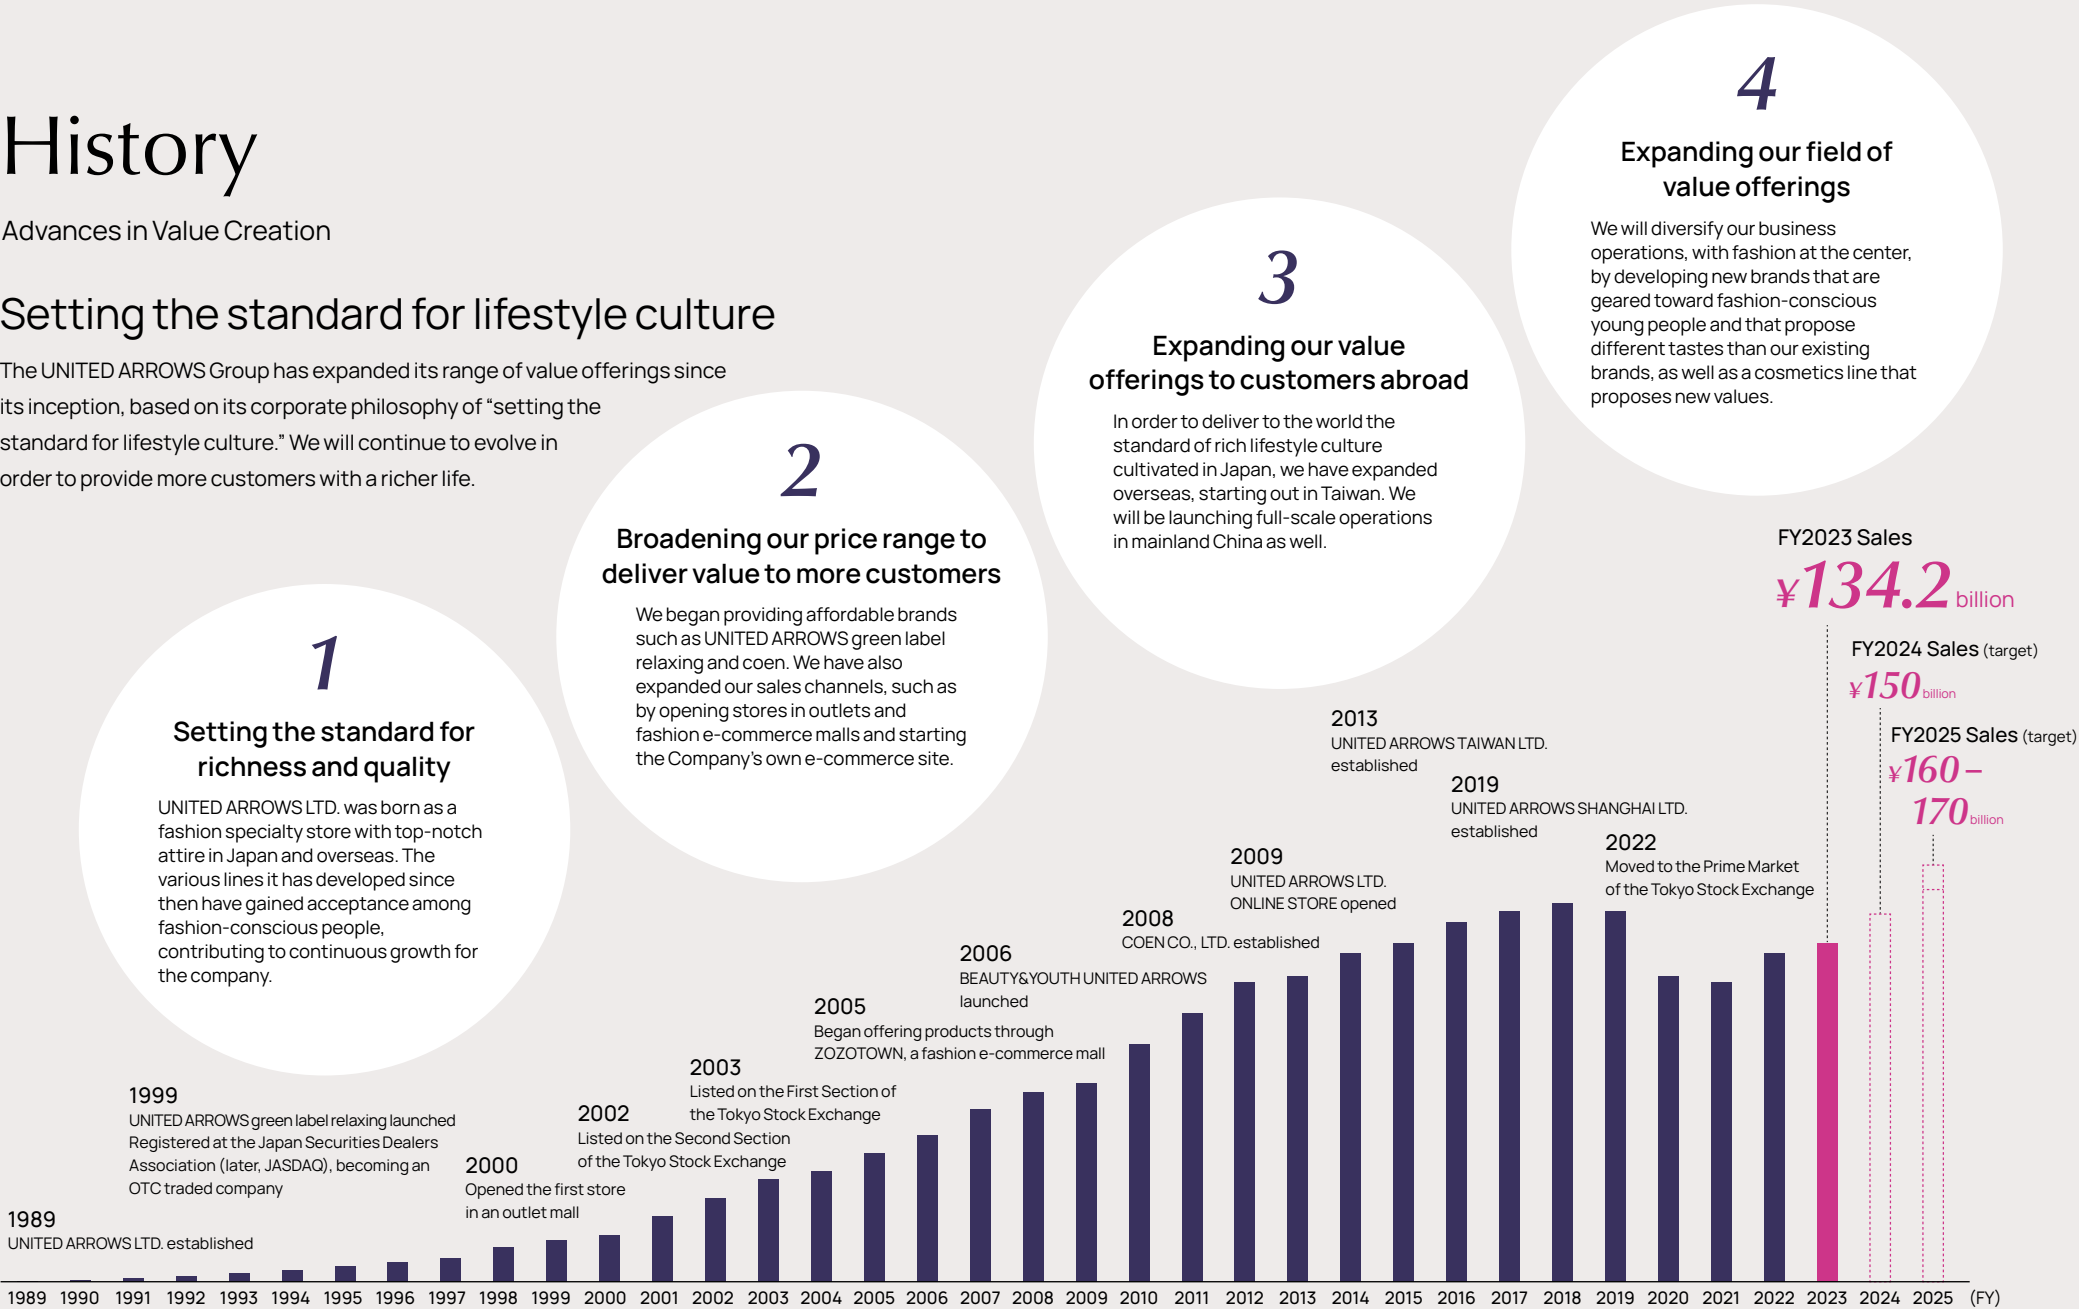 History
Advances in Value Creation
Setting the standard for lifestyle culture
The UNITED ARROWS Group has expanded its range of value offerings since
its inception, based on its corporate philosophy of “setting the
standard for lifestyle culture.” We will continue to evolve in
order to provide more customers with a richer life.
1
Setting the standard for
richness and quality
UNITED ARROWS LTD. was born as a
fashion specialty store with top-notch
attire in Japan and overseas. The
various lines it has developed since
then have gained acceptance among
fashion-conscious people,
contributing to continuous growth for
the company.
2
Broadening our price range to
deliver value to more customers
We began providing affordable brands
such as UNITED ARROWS green label
relaxing and coen. We have also
expanded our sales channels, such as
by opening stores in outlets and
fashion e-commerce malls and starting
the Company’s own e-commerce site.
3
Expanding our value
offerings to customers abroad
In order to deliver to the world the
standard of rich lifestyle culture
cultivated in Japan, we have expanded
overseas, starting out in Taiwan. We
will be launching full-scale operations
in mainland China as well.
4
Expanding our field of
value offerings
We will diversify our business
operations, with fashion at the center,
by developing new brands that are
geared toward fashion-conscious
young people and that propose
different tastes than our existing
brands, as well as a cosmetics line that
proposes new values.
1989
UNITED ARROWS LTD. established
1999
UNITED ARROWS green label relaxing launched
Registered at the Japan Securities Dealers
Association (later, JASDAQ), becoming an
OTC traded company
2000
Opened the first store
in an outlet mall
2002
Listed on the Second Section
of the Tokyo Stock Exchange
2003
Listed on the First Section of
the Tokyo Stock Exchange
2005
Began offering products through
ZOZOTOWN, a fashion e-commerce mall
2006
BEAUTY&YOUTH UNITED ARROWS
launched
2008
COEN CO., LTD. established
2009
UNITED ARROWS LTD.
ONLINE STORE opened
2013
UNITED ARROWS TAIWAN LTD.
established
2019
UNITED ARROWS SHANGHAI LTD.
established
2022
Moved to the Prime Market
of the Tokyo Stock Exchange
FY2023 Sales
¥134.2 billion
FY2024 Sales (target)
¥150 billion
FY2025 Sales (target)
¥160–
170 billion
1989 1990 1991 1992 1993 1994 1995 1996 1997 1998 1999 2000 2001 2002 2003 2004 2005 2006 2007 2008 2009 2010 2011 2012 2013 2014 2015 2016 2017 2018 2019 2020 2021 2022 2023 2024 2025 (FY)